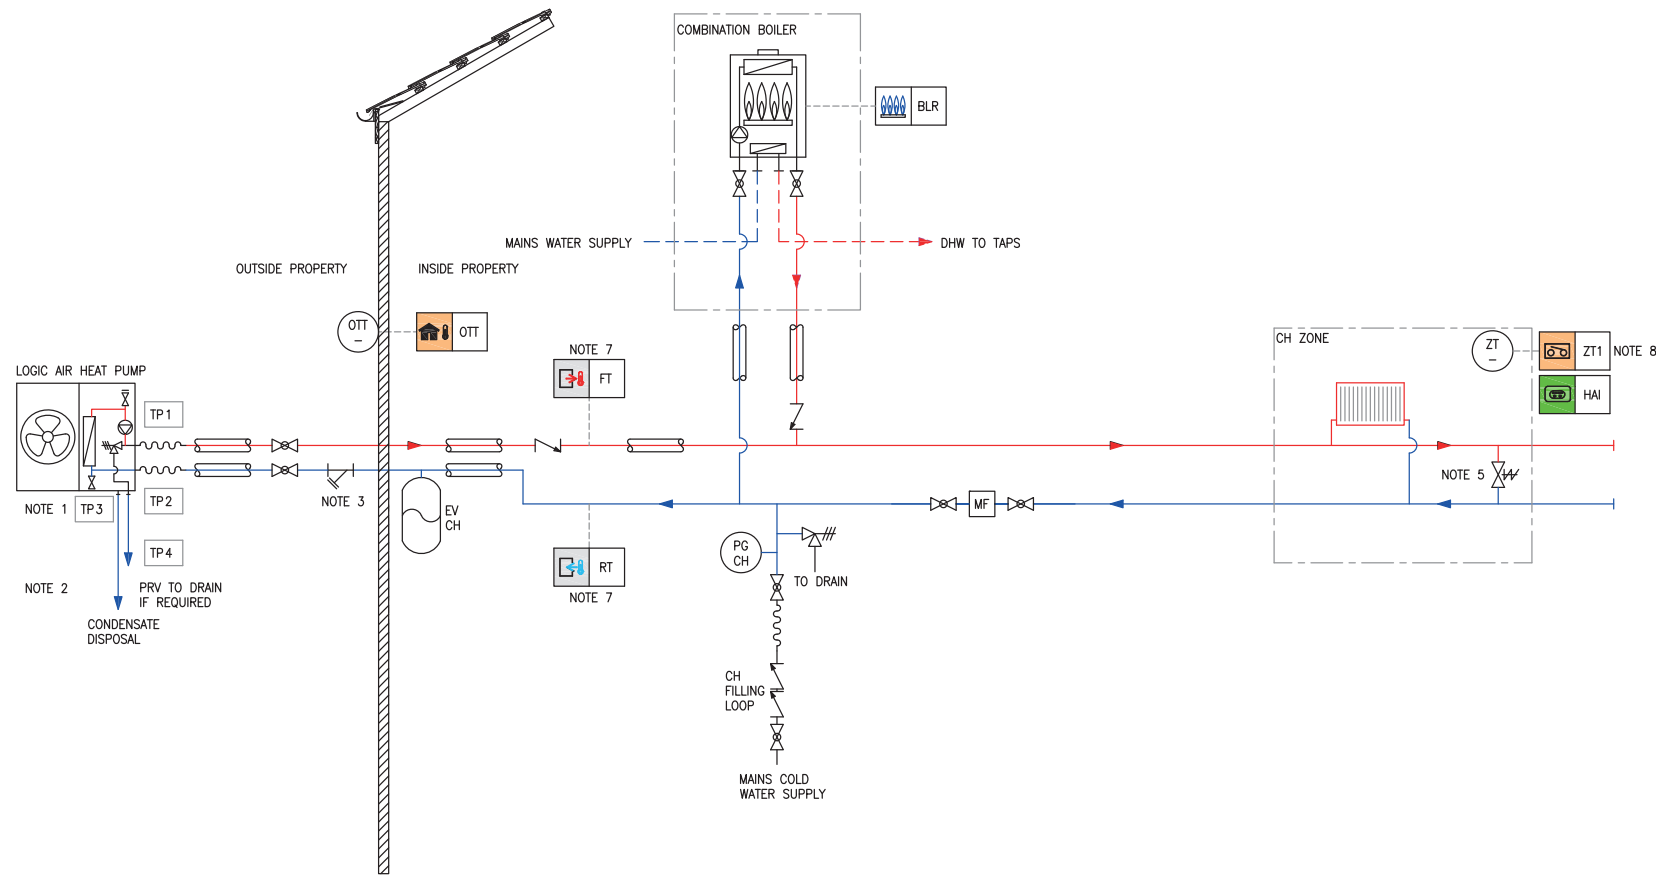 COMBINATION BOILER
BLR
MAINS WATER SUPPLY
DHW TO TAPS
OUTSIDE PROPERTY
INSIDE PROPERTY
OTT
–
OTT
CH ZONE
ZT
–
ZT1
NOTE 8
HAI
NOTE 7
FT
LOGIC AIR HEAT PUMP
TP1
NOTE 5
NOTE 1
TP3
TP2
NOTE 3
EV
CH
MF
TP4
PG
CH
TO DRAIN
RT
NOTE 7
NOTE 2
PRV TO DRAIN
IF REQUIRED
CONDENSATE
DISPOSAL
CH
FILLING
LOOP
MAINS COLD
WATER SUPPLY